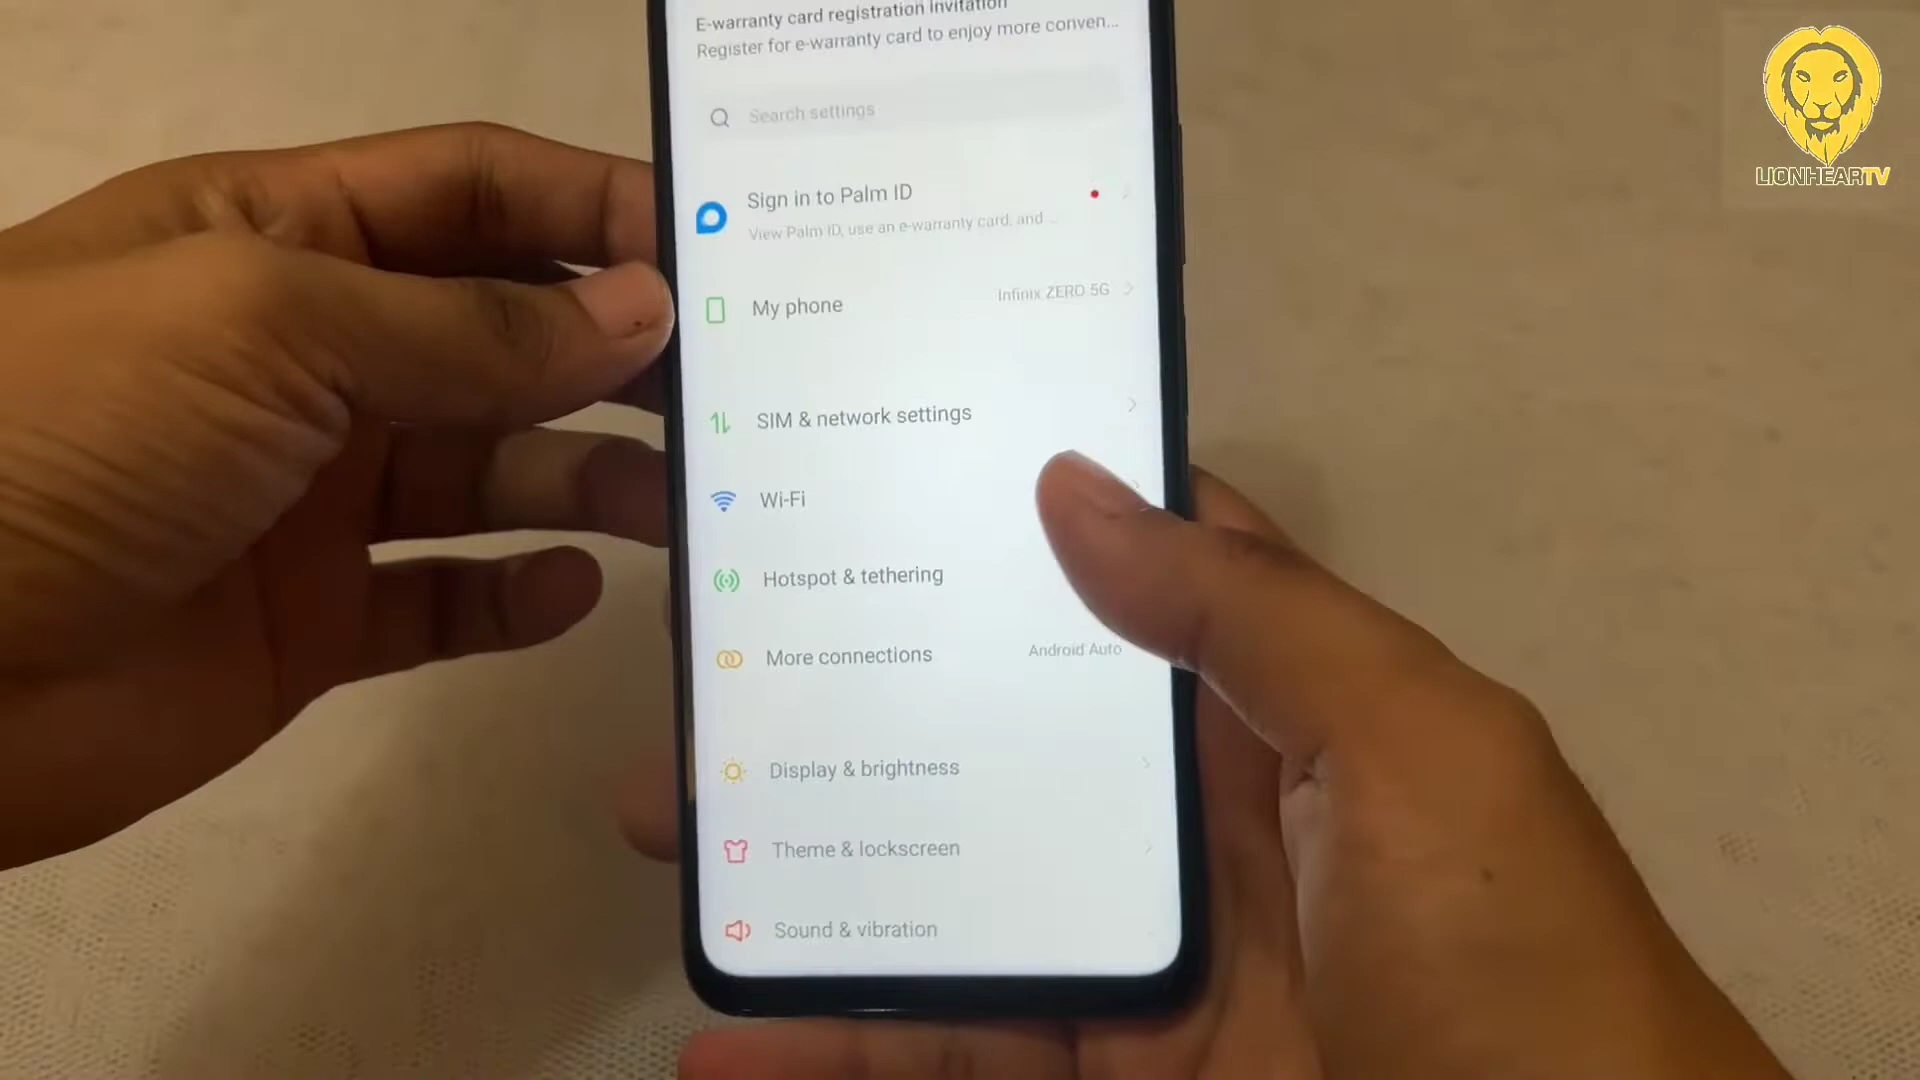 E-warranty card registration invitation
Register for e-warranty card to enjoy more conven...
Search settings
Sign in to Palm ID
View Palm ID, use an e-warranty card, and ...
My phone
Infinix ZERO 5G
SIM & network settings
Wi-Fi
Hotspot & tethering
More connections
Android Auto
Display & brightness
Theme & lockscreen
Sound & vibration
LIONHEARTV